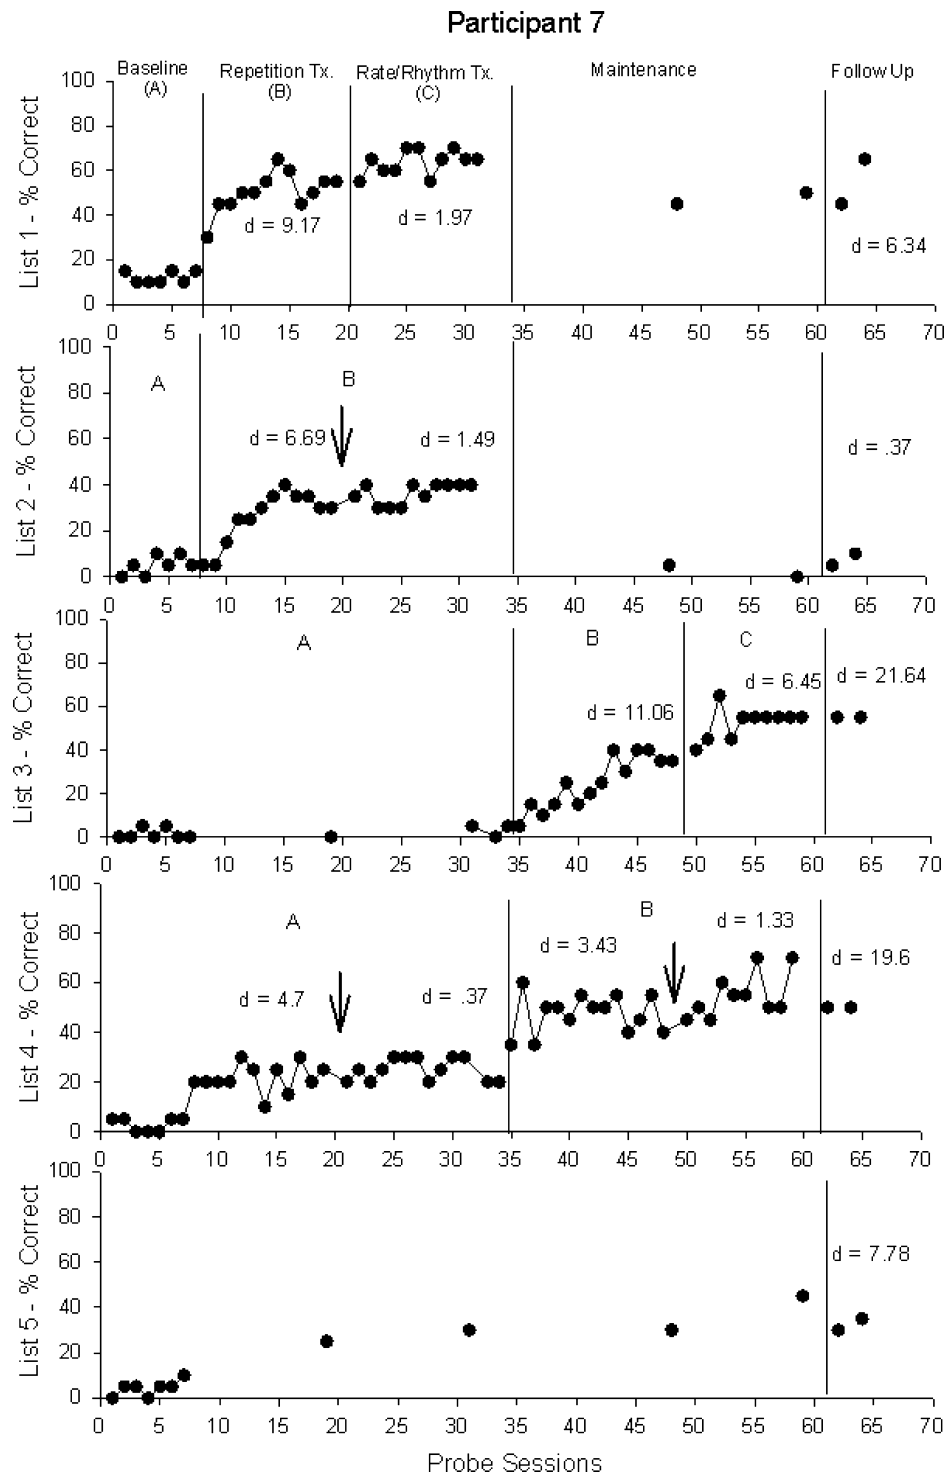 Participant 7
Baseline (A) Repetition Tx. (B) Rate/Rhythm Tx. (C) Maintenance Follow Up
List 1 - % Correct
100
80
60
40
20
0
d = 9.17 d = 1.97 d = 6.34
0 5 10 15 20 25 30 35 40 45 50 55 60 65 70
List 2 - % Correct
100
80
60
40
20
0
A B
d = 6.69 d = 1.49 d = .37
0 5 10 15 20 25 30 35 40 45 50 55 60 65 70
List 3 - % Correct
100
80
60
40
20
0
A B C
d = 11.06 d = 6.45 d = 21.64
0 5 10 15 20 25 30 35 40 45 50 55 60 65 70
List 4 - % Correct
100
80
60
40
20
0
A B
d = 4.7 d = .37 d = 3.43 d = 1.33 d = 19.6
0 5 10 15 20 25 30 35 40 45 50 55 60 65 70
List 5 - % Correct
100
80
60
40
20
0
d = 7.78
0 5 10 15 20 25 30 35 40 45 50 55 60 65 70
Probe Sessions